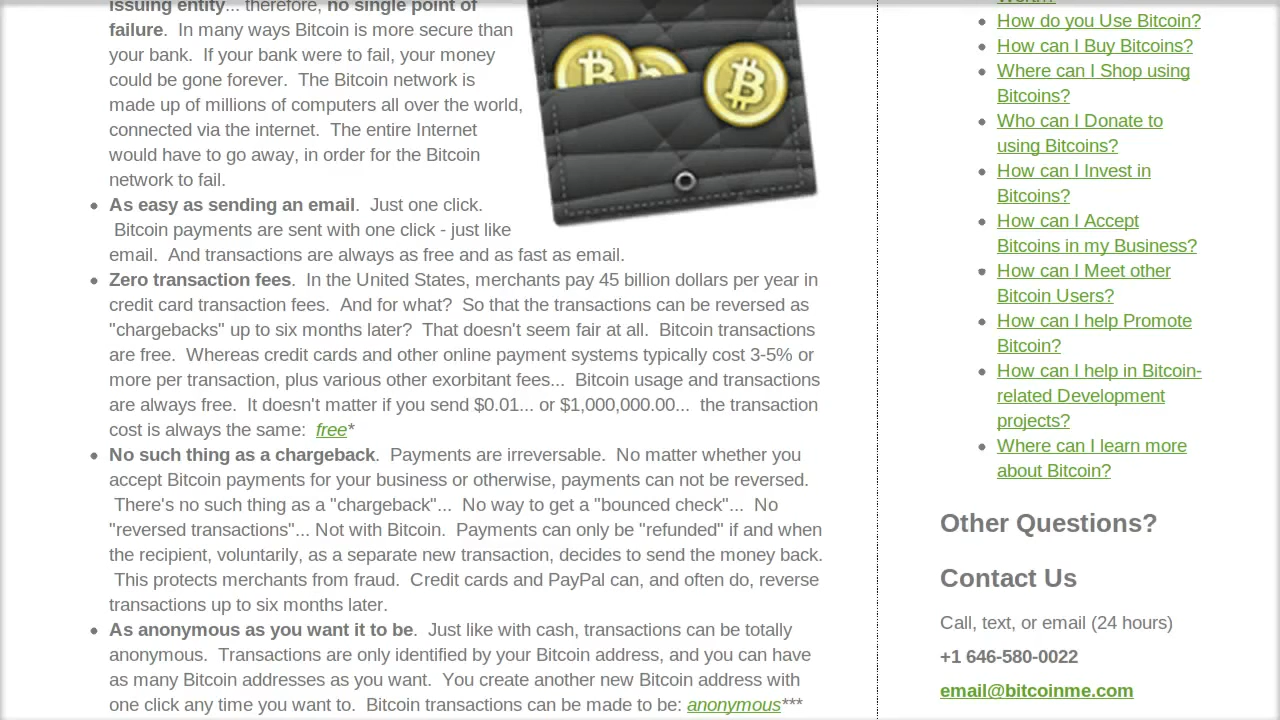 issuing entity... therefore, no single point of
failure.  In many ways Bitcoin is more secure than
your bank.  If your bank were to fail, your money
could be gone forever.  The Bitcoin network is
made up of millions of computers all over the world,
connected via the internet.  The entire Internet
would have to go away, in order for the Bitcoin
network to fail.
As easy as sending an email.  Just one click.
Bitcoin payments are sent with one click - just like
email.  And transactions are always as free and as fast as email.
Zero transaction fees.  In the United States, merchants pay 45 billion dollars per year in
credit card transaction fees.  And for what?  So that the transactions can be reversed as
"chargebacks" up to six months later?  That doesn't seem fair at all.  Bitcoin transactions
are free.  Whereas credit cards and other online payment systems typically cost 3-5% or
more per transaction, plus various other exorbitant fees...  Bitcoin usage and transactions
are always free.  It doesn't matter if you send $0.01... or $1,000,000.00...  the transaction
cost is always the same:  free*
No such thing as a chargeback.  Payments are irreversable.  No matter whether you
accept Bitcoin payments for your business or otherwise, payments can not be reversed.
There's no such thing as a "chargeback"...  No way to get a "bounced check"...  No
"reversed transactions"... Not with Bitcoin.  Payments can only be "refunded" if and when
the recipient, voluntarily, as a separate new transaction, decides to send the money back.
This protects merchants from fraud.  Credit cards and PayPal can, and often do, reverse
transactions up to six months later.
As anonymous as you want it to be.  Just like with cash, transactions can be totally
anonymous.  Transactions are only identified by your Bitcoin address, and you can have
as many Bitcoin addresses as you want.  You create another new Bitcoin address with
one click any time you want to.  Bitcoin transactions can be made to be: anonymous***
How do you Use Bitcoin?
How can I Buy Bitcoins?
Where can I Shop using
Bitcoins?
Who can I Donate to
using Bitcoins?
How can I Invest in
Bitcoins?
How can I Accept
Bitcoins in my Business?
How can I Meet other
Bitcoin Users?
How can I help Promote
Bitcoin?
How can I help in Bitcoin-
related Development
projects?
Where can I learn more
about Bitcoin?
Other Questions?
Contact Us
Call, text, or email (24 hours)
+1 646-580-0022
email@bitcoinme.com